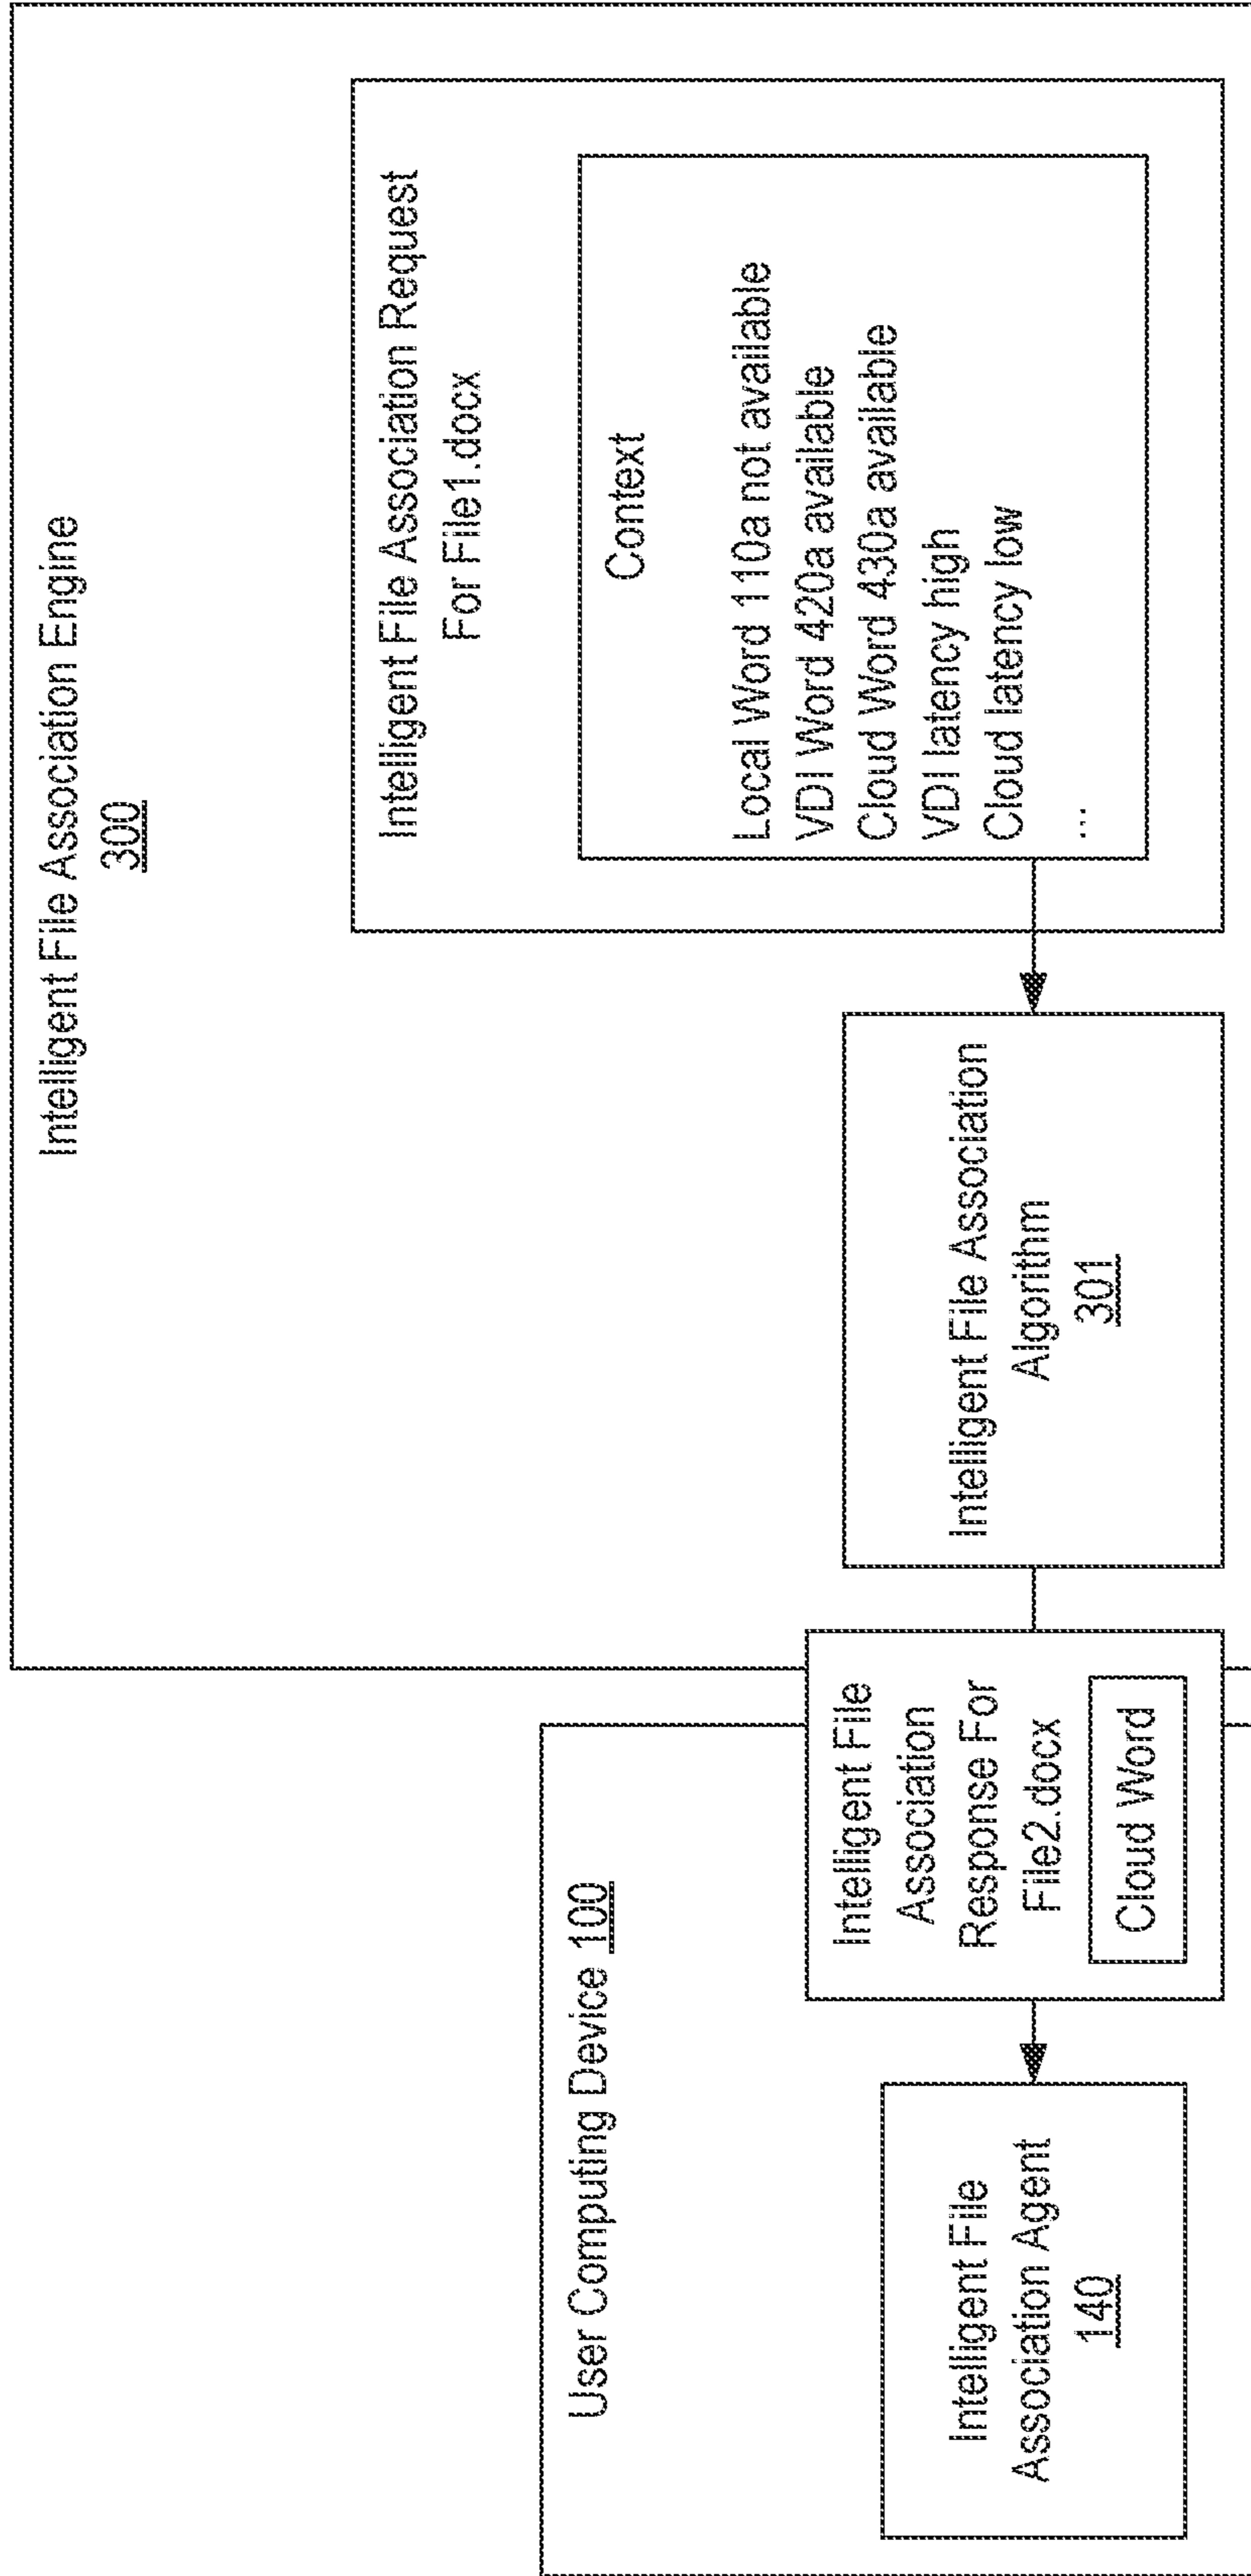 Intelligent File Association Engine
300
Intelligent File Association Request
For File1.docx
Context
Local Word 110a not available
VDI Word 420a available
Cloud Word 430a available
VDI latency high
Cloud latency low
...
Intelligent File Association
Algorithm
301
User Computing Device 100
Intelligent File
Association
Response For
File2.docx
Cloud Word
Intelligent File
Association Agent
140